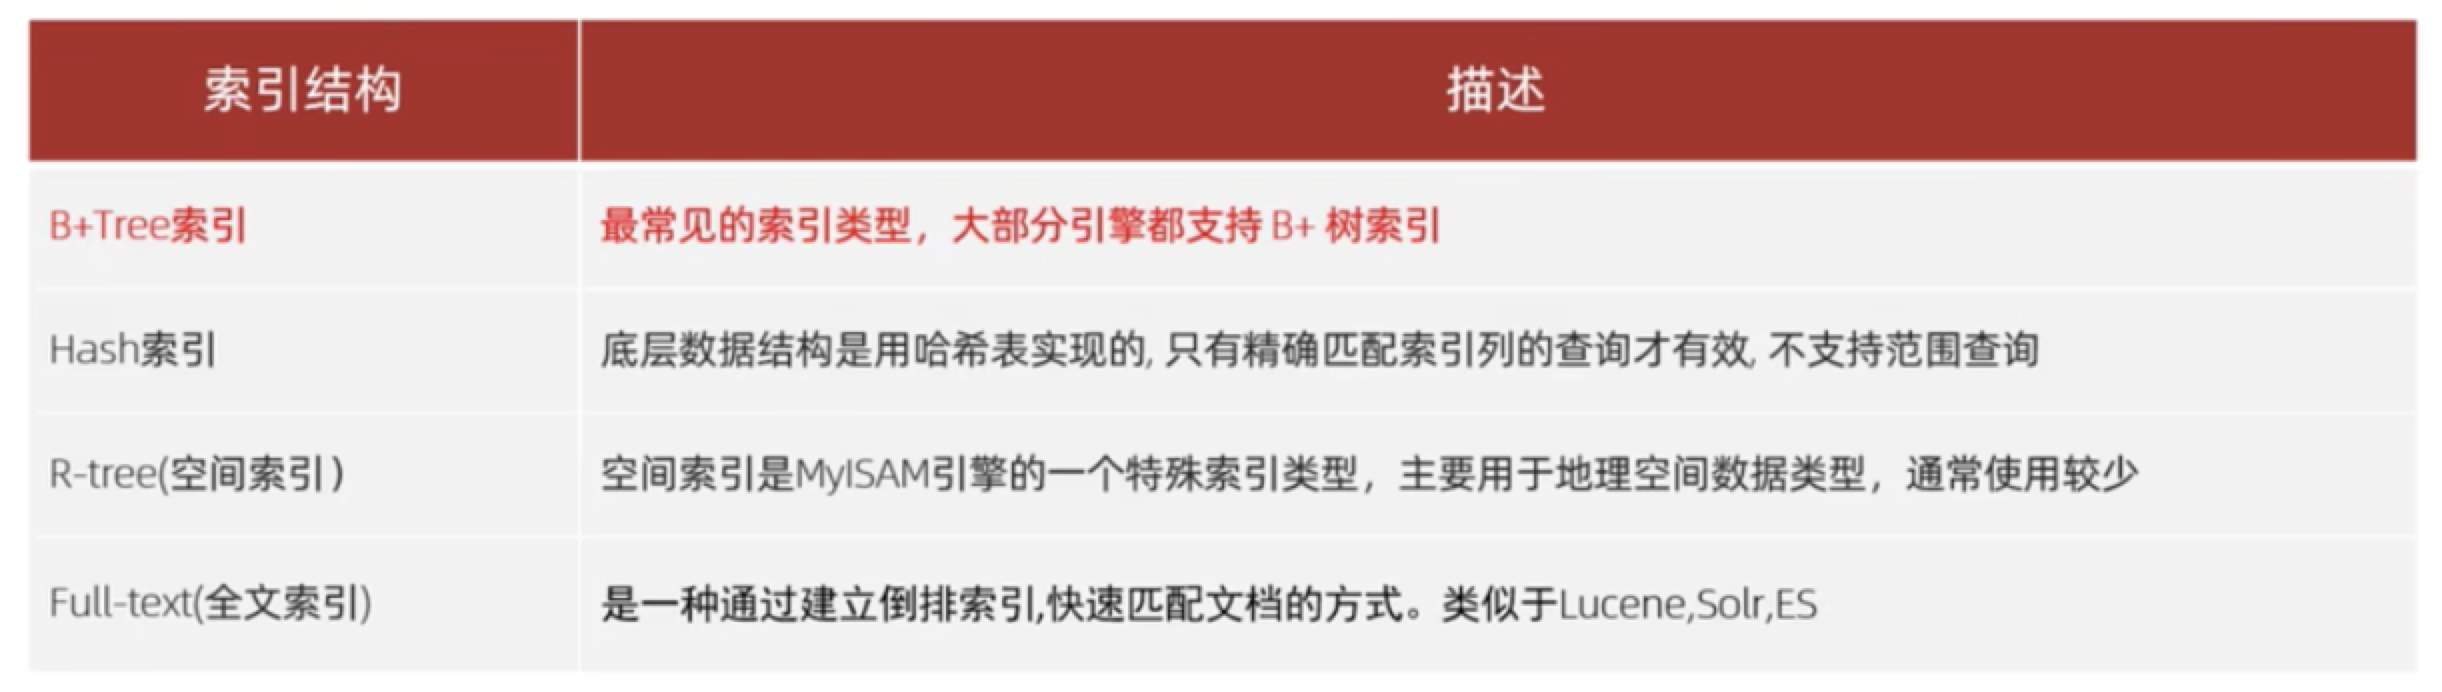 索引结构 描述
B+Tree索引 最常见的索引类型，大部分引擎都支持 B+ 树索引
Hash索引 底层数据结构是用哈希表实现的, 只有精确匹配索引列的查询才有效, 不支持范围查询
R-tree(空间索引） 空间索引是MyISAM引擎的一个特殊索引类型，主要用于地理空间数据类型，通常使用较少
Full-text(全文索引) 是一种通过建立倒排索引,快速匹配文档的方式。类似于Lucene,Solr,ES